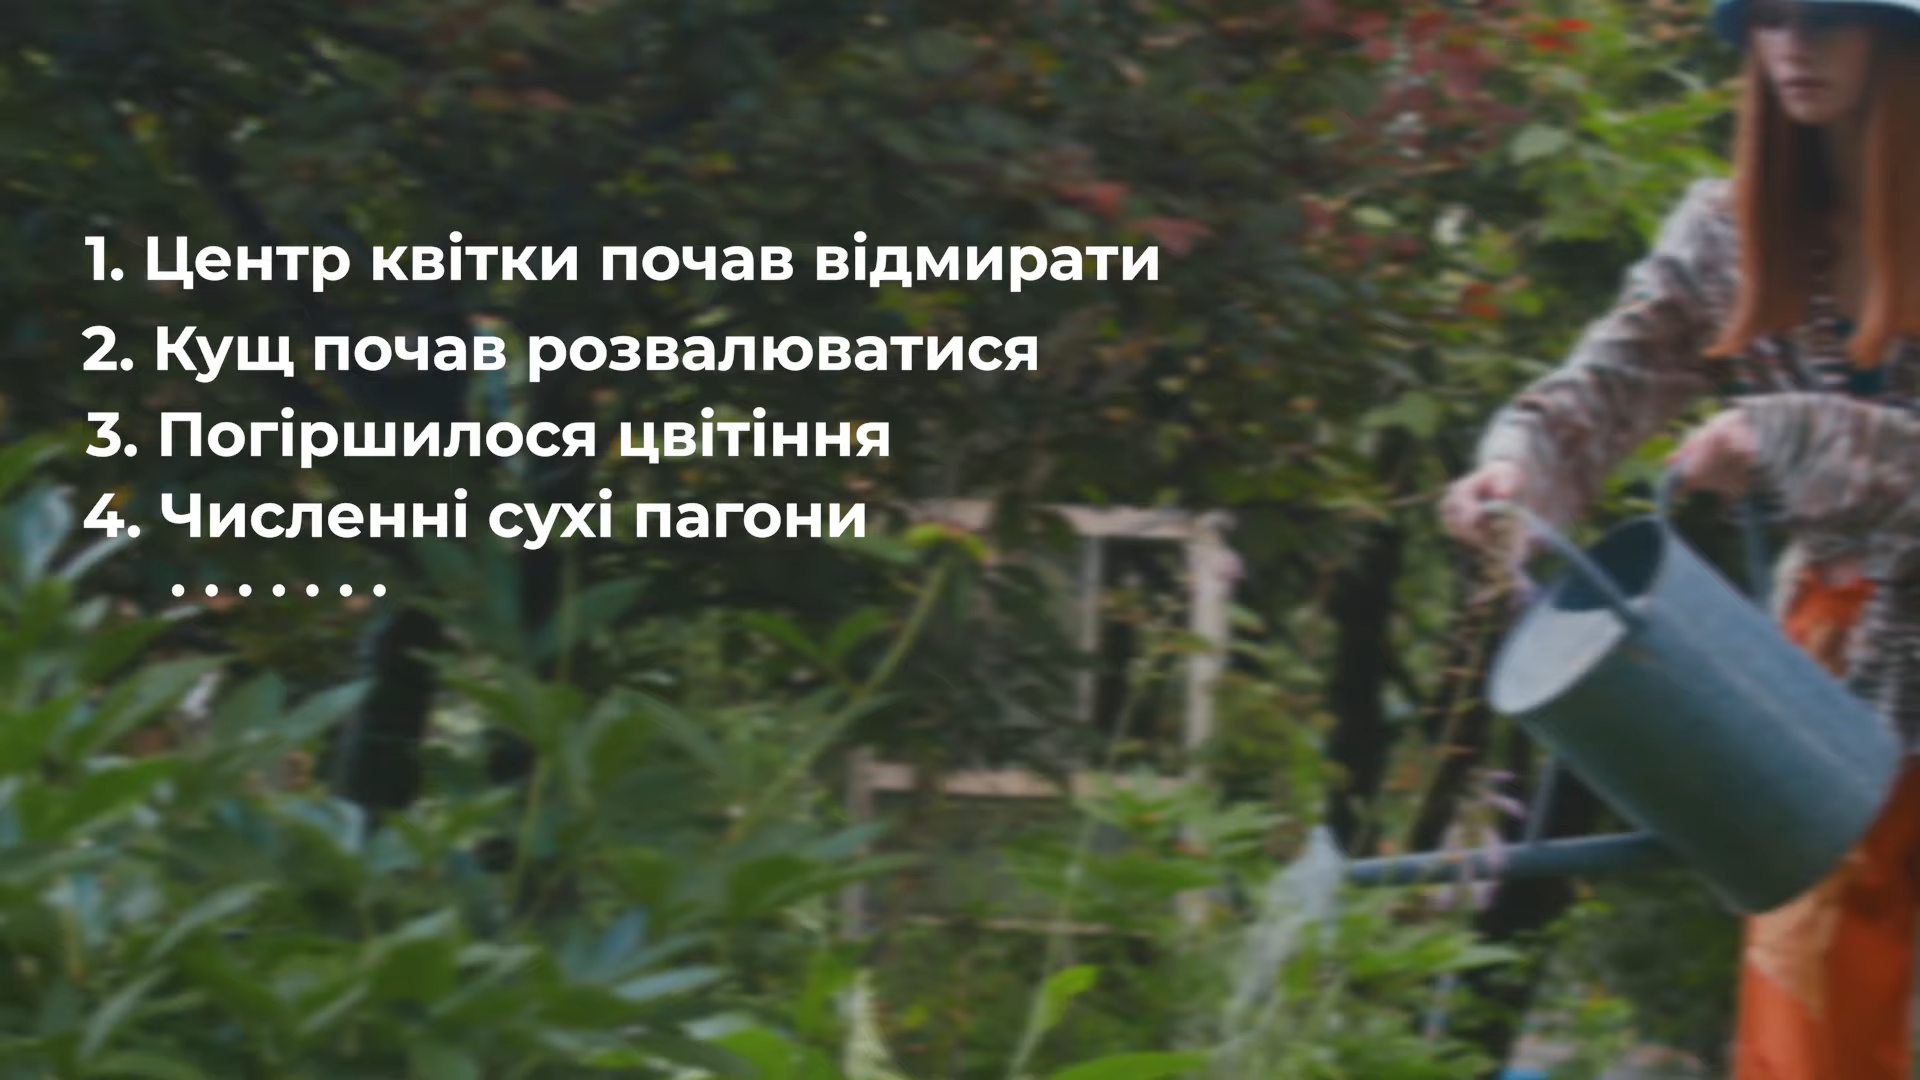 1. Центр квітки почав відмирати
2. Кущ почав розвалюватися
3. Погіршилося цвітіння
4. Численні сухі пагони
.......